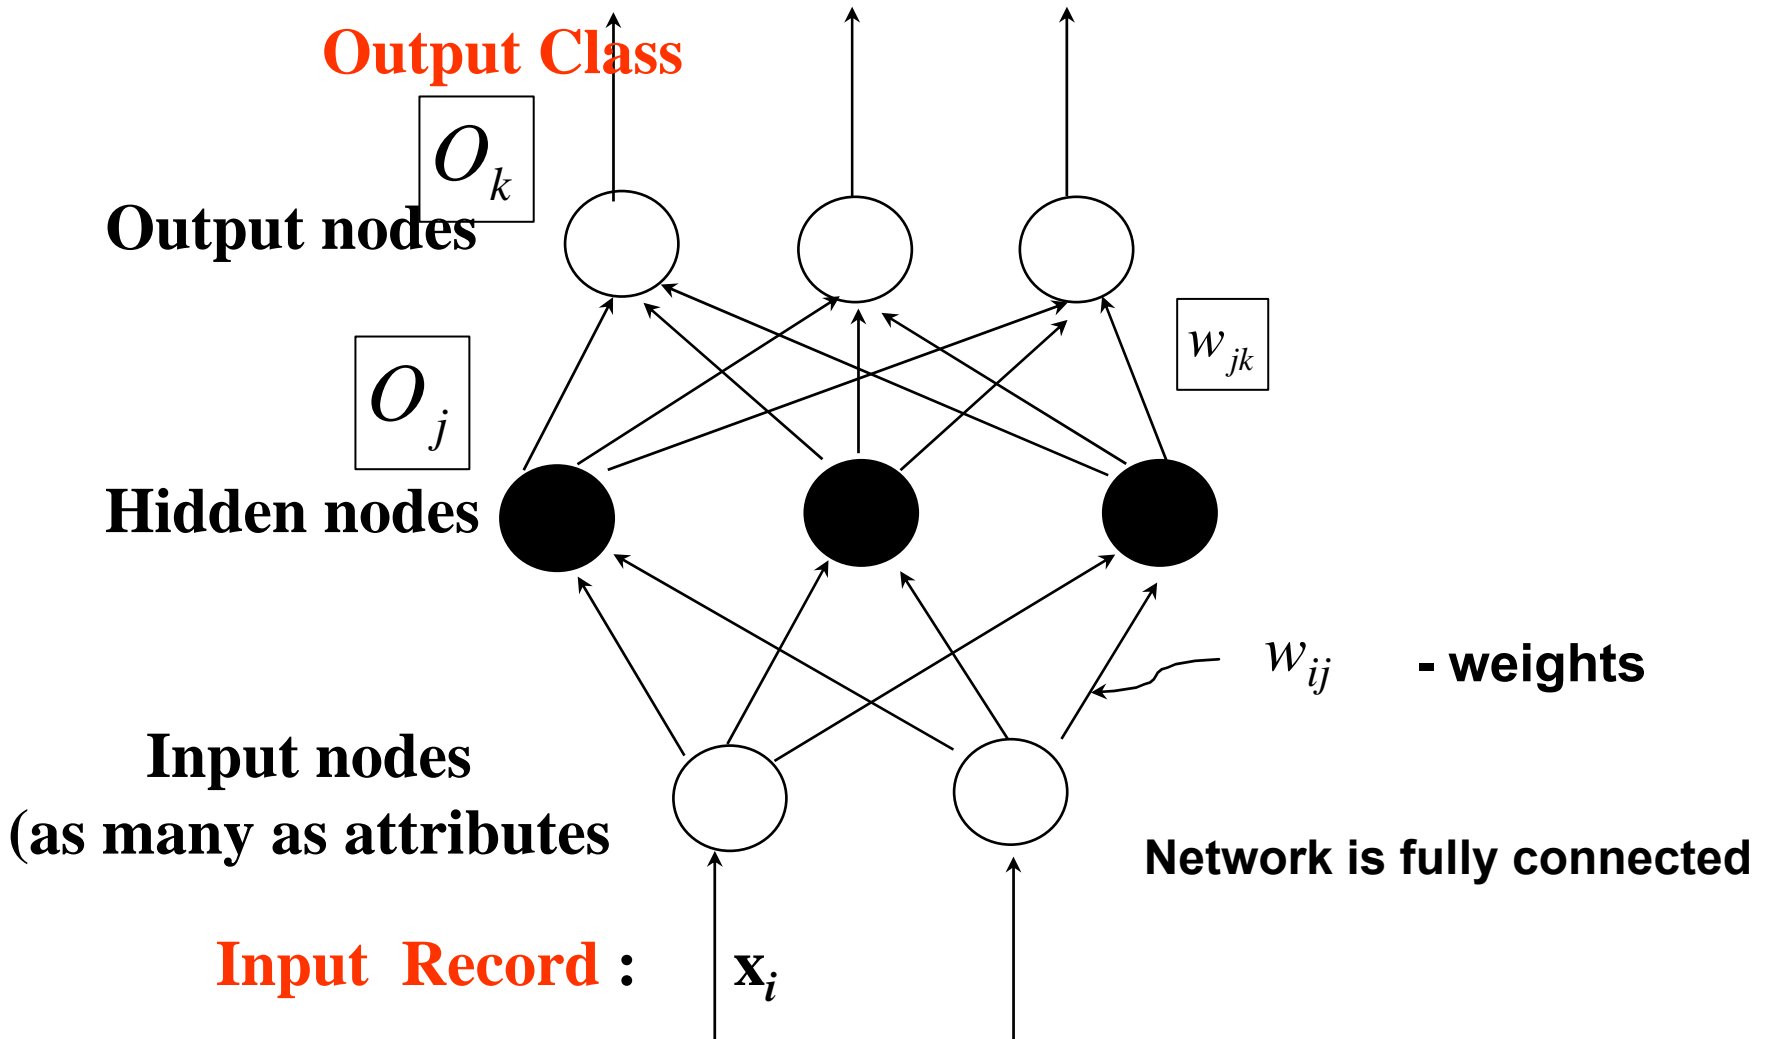 Output Class
O_k
Output nodes
w_jk
O_j
Hidden nodes
w_ij - weights
Input nodes
(as many as attributes
Network is fully connected
Input Record : x_i